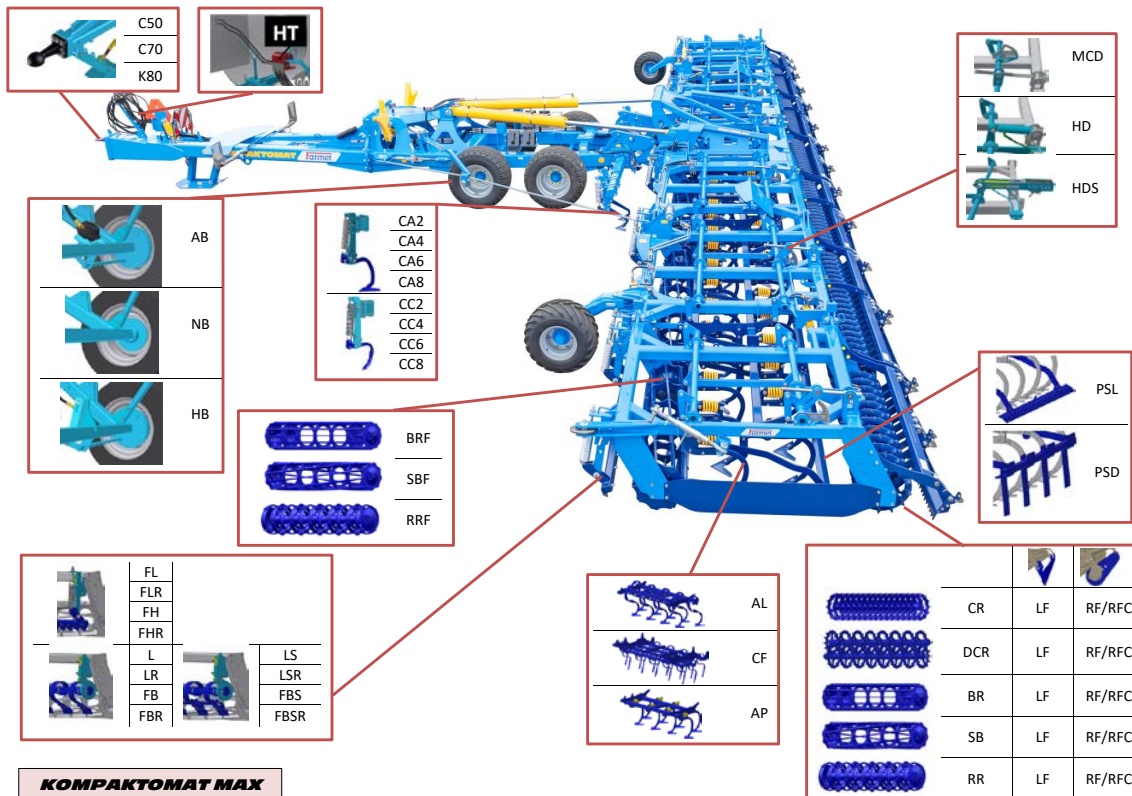 C50
C70
K80
HT
MCD
HD
HDS
farmet
AB
NB
HB
CA2
CA4
CA6
CA8
CC2
CC4
CC6
CC8
BRF
SBF
RRF
farmet
PSL
PSD
FL
FLR
FH
FHR
L
LR
FB
FBR
LS
LSR
FBS
FBSR
AL
CF
AP
CR LF RF/RFC
DCR LF RF/RFC
BR LF RF/RFC
SB LF RF/RFC
RR LF RF/RFC
KOMPAKTOMAT MAX